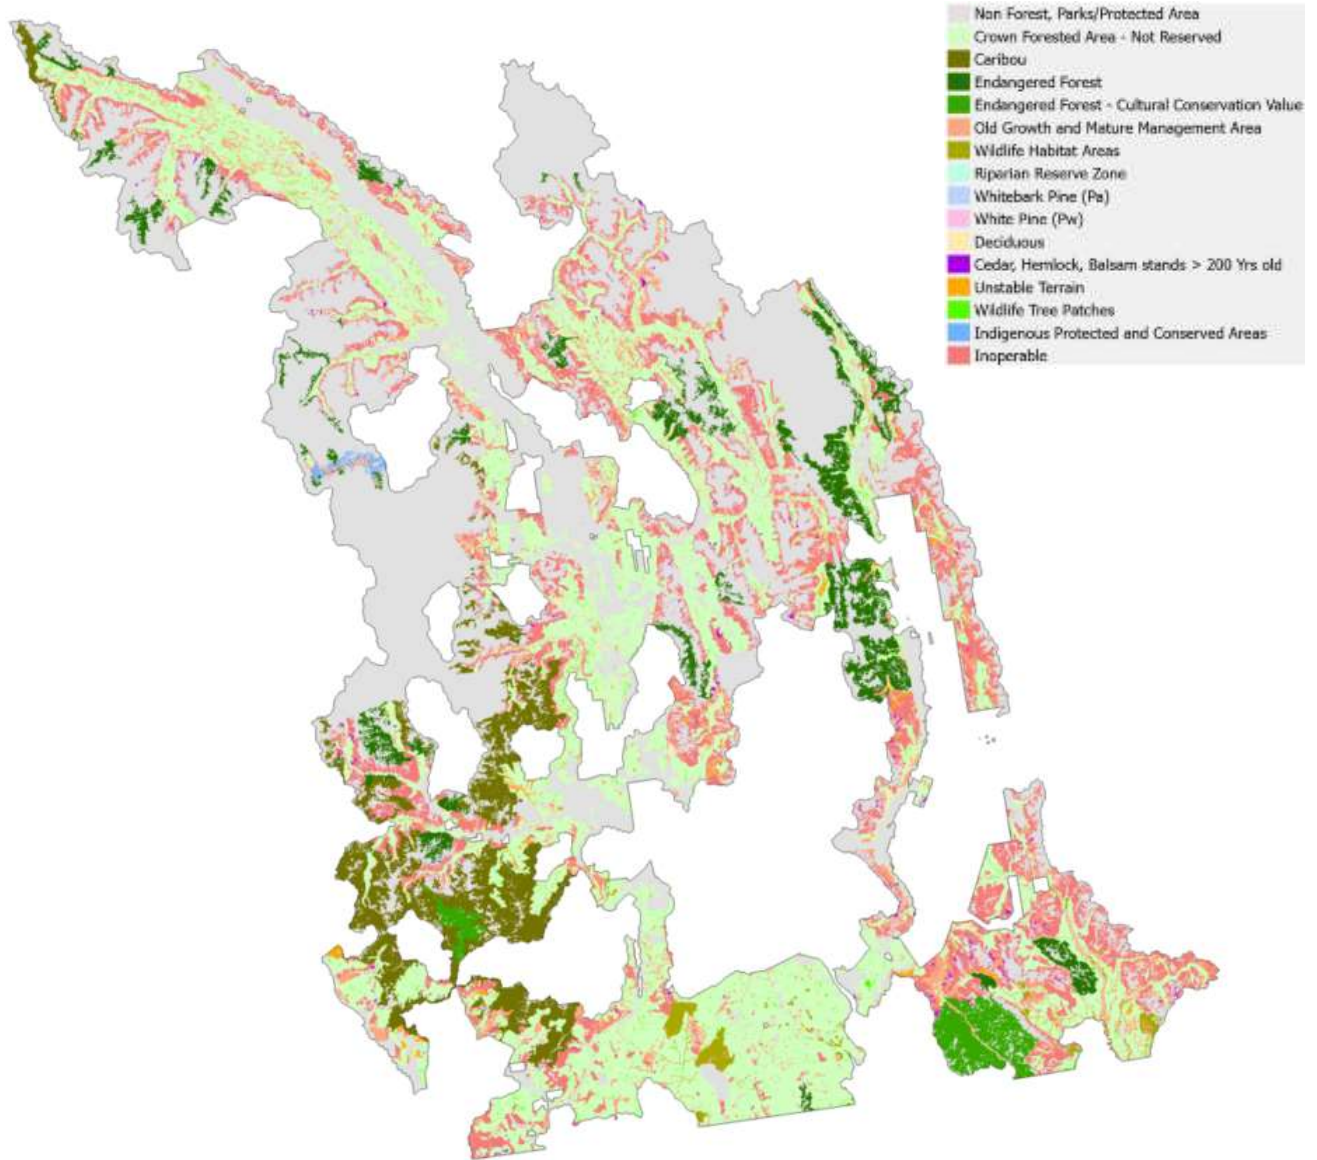 Non Forest, Parks/Protected Area
Crown Forested Area - Not Reserved
Caribou
Endangered Forest
Endangered Forest - Cultural Conservation Value
Old Growth and Mature Management Area
Wildlife Habitat Areas
Riparian Reserve Zone
Whitebark Pine (Pa)
White Pine (Pw)
Deciduous
Cedar, Hemlock, Balsam stands > 200 Yrs old
Unstable Terrain
Wildlife Tree Patches
Indigenous Protected and Conserved Areas
Inoperable